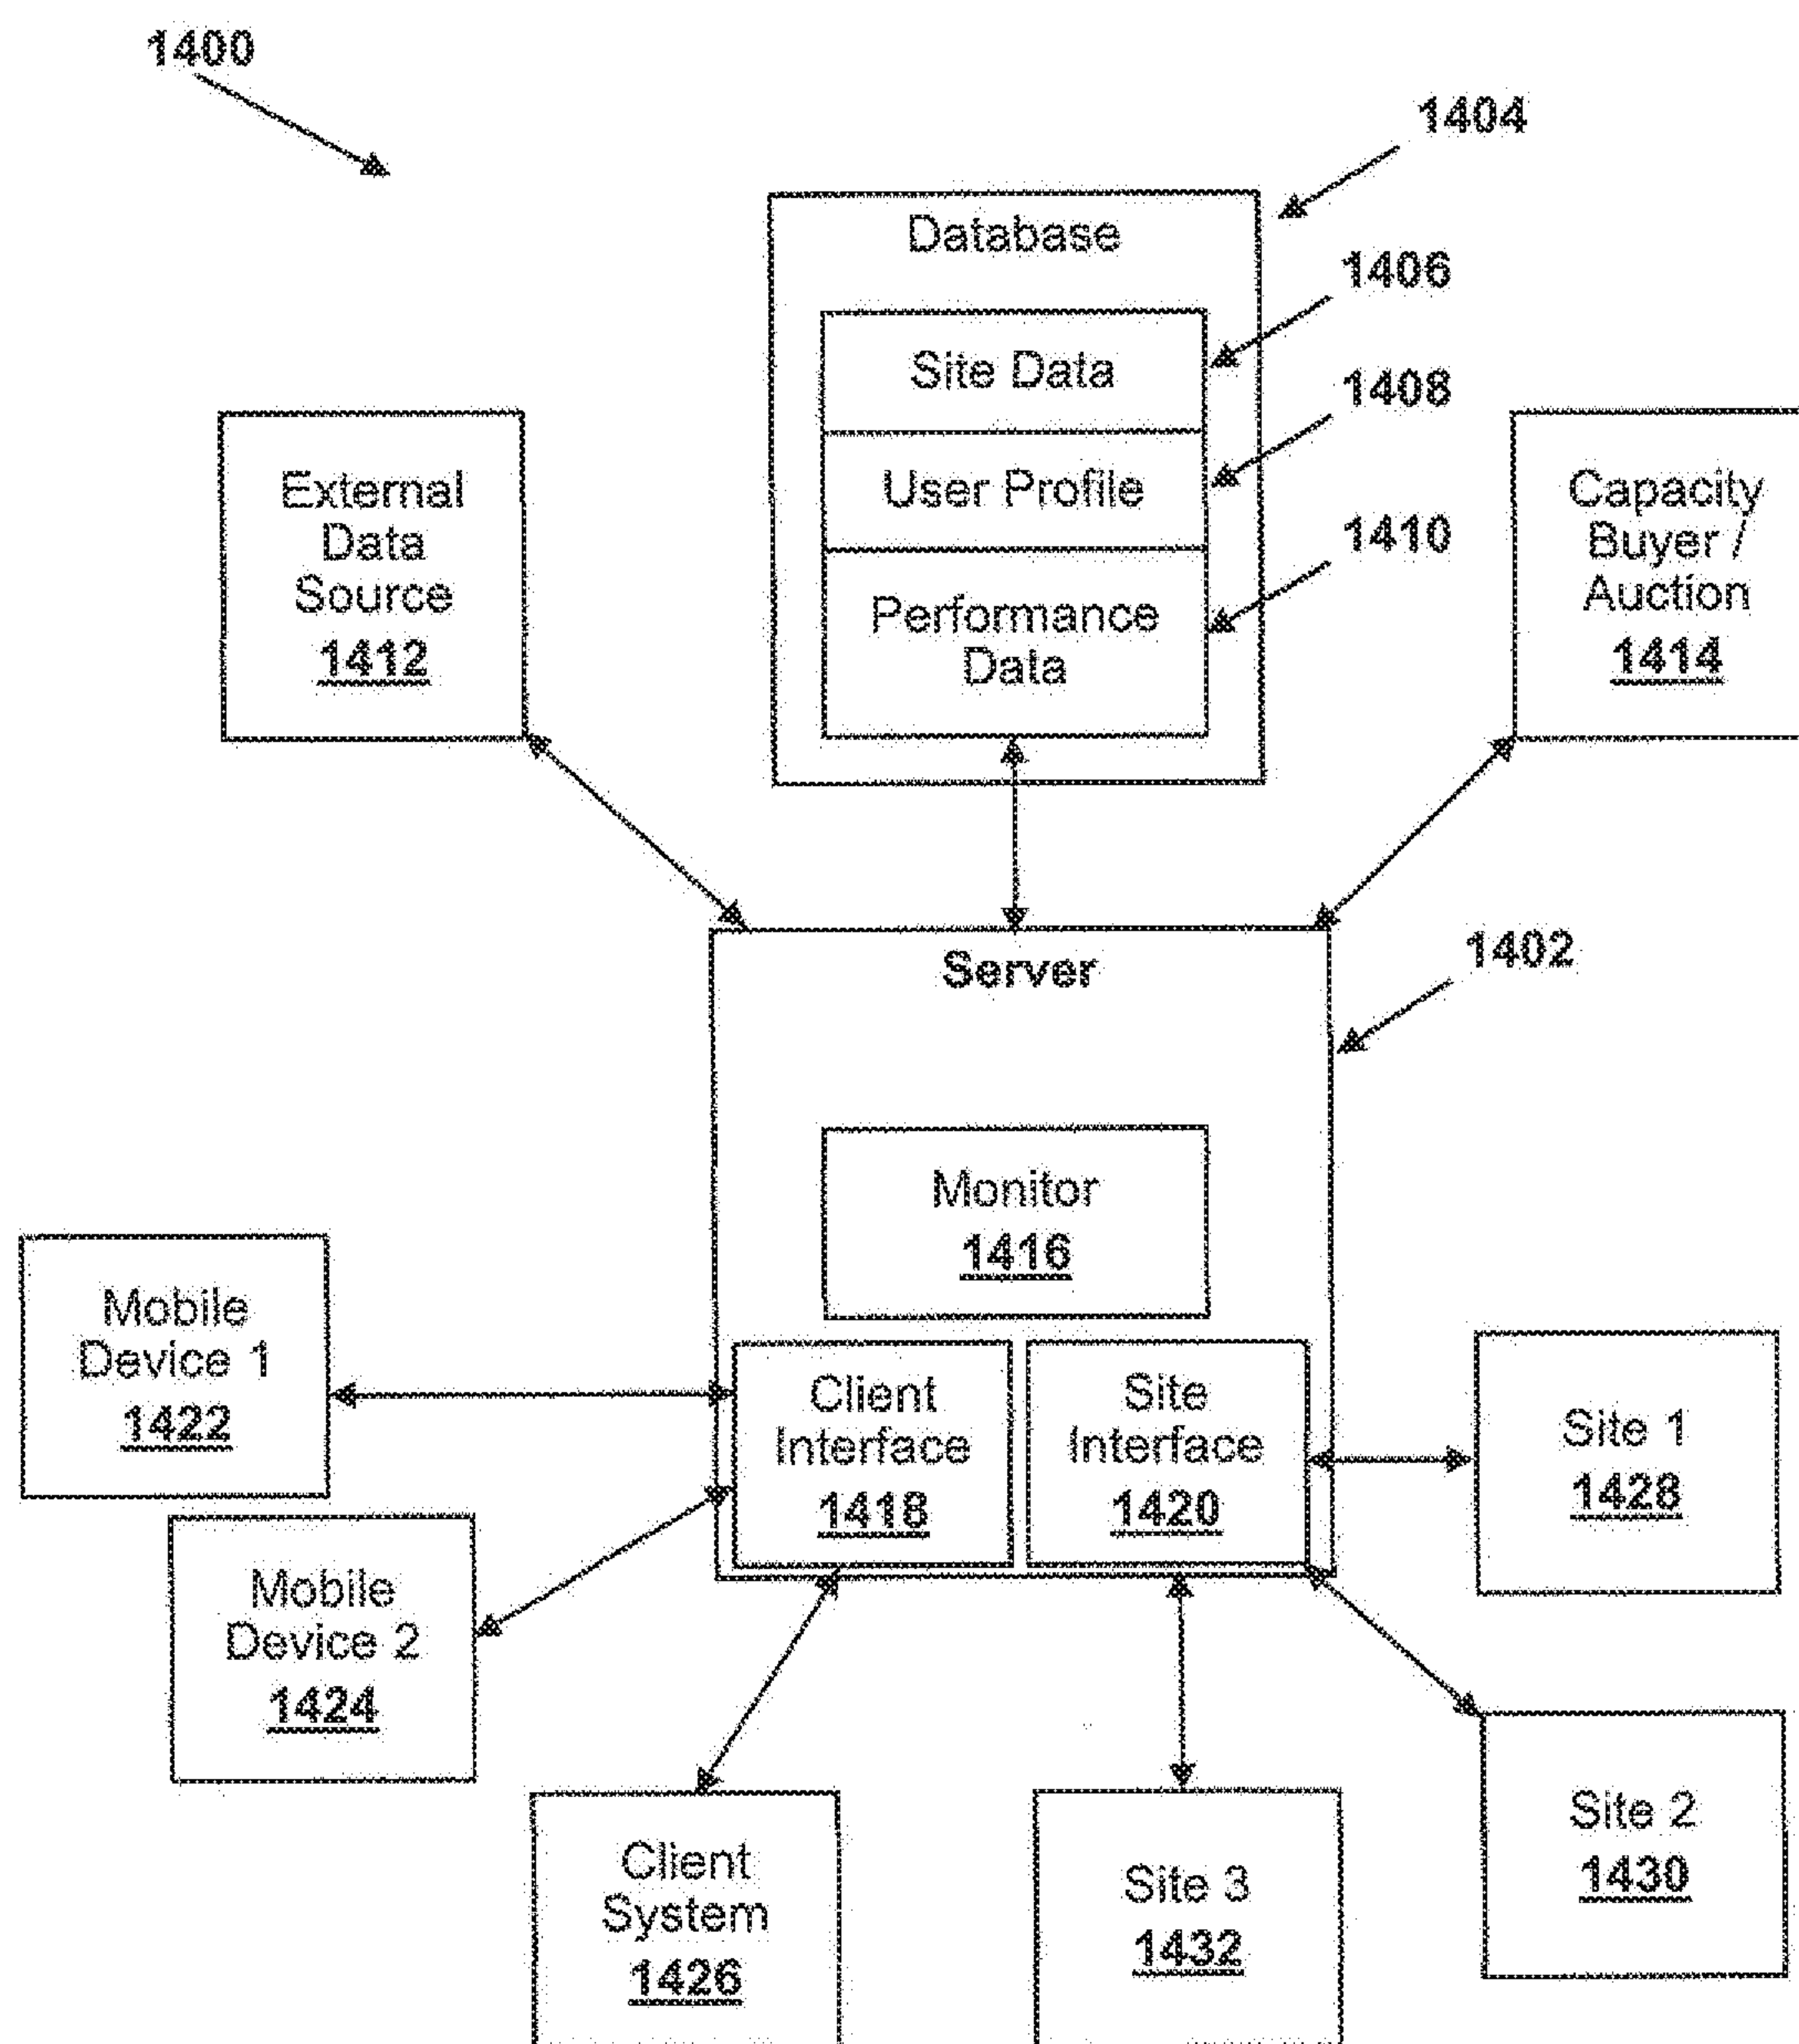 1400
1404
Database
1406
Site Data
1408
User Profile
1410
Performance
Data
External
Data
Source
1412
Capacity
Buyer /
Auction
1414
1402
Server
Monitor
1416
Mobile
Device 1
1422
Client
Interface
1418
Site
Interface
1420
Site 1
1428
Mobile
Device 2
1424
Client
System
1426
Site 3
1432
Site 2
1430